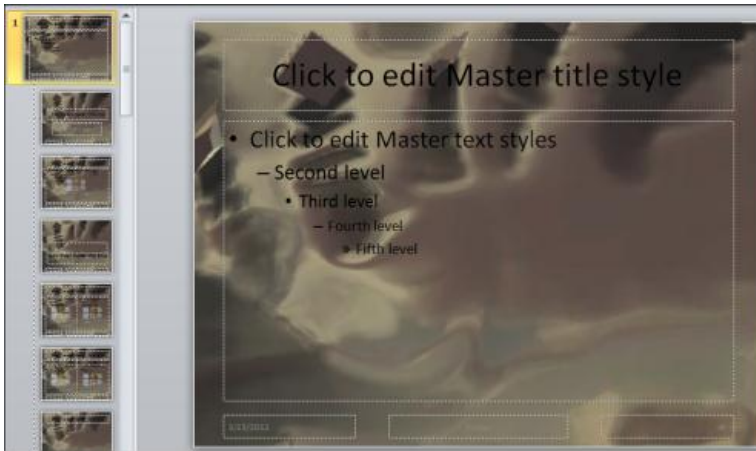 1
Click to edit Master title style
• Click to edit Master text styles
– Second level
• Third level
– Fourth level
» Fifth level